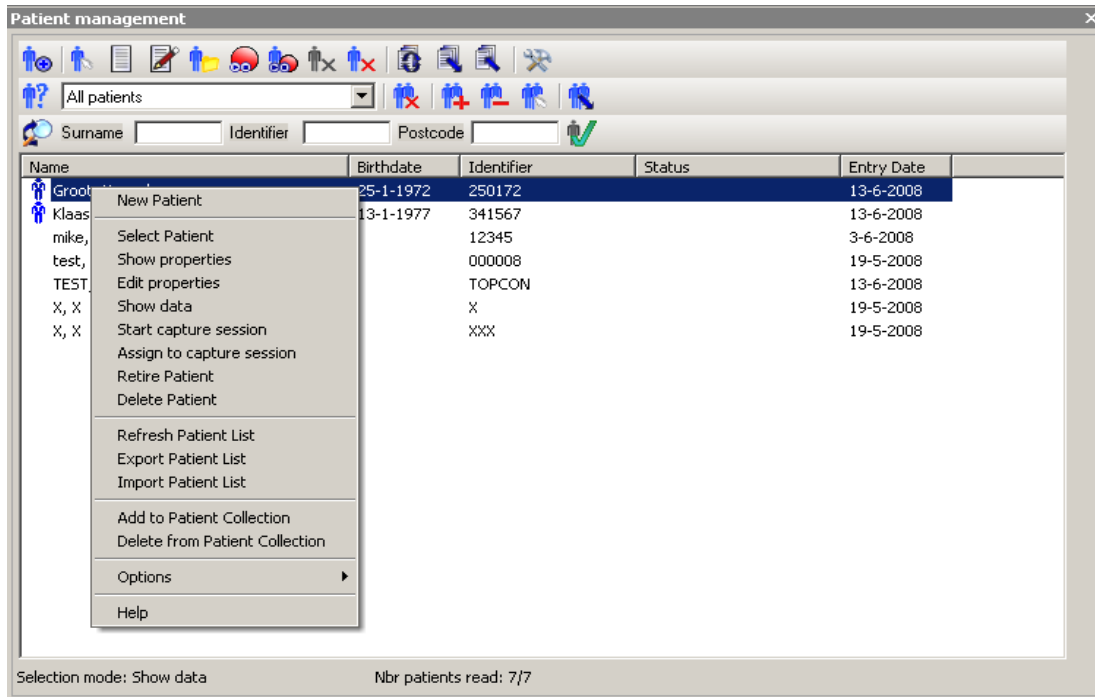 Patient management
All patients
Surname Identifier Postcode
Name Birthdate Identifier Status Entry Date
25-1-1972 250172 13-6-2008
Klaas 13-1-1977 341567 13-6-2008
mike, 12345 3-6-2008
test, 000008 19-5-2008
TEST_ TOPCON 13-6-2008
X, X X 19-5-2008
X, X XXX 19-5-2008
New Patient
Select Patient
Show properties
Edit properties
Show data
Start capture session
Assign to capture session
Retire Patient
Delete Patient
Refresh Patient List
Export Patient List
Import Patient List
Add to Patient Collection
Delete from Patient Collection
Options
Help
Selection mode: Show data Nbr patients read: 7/7